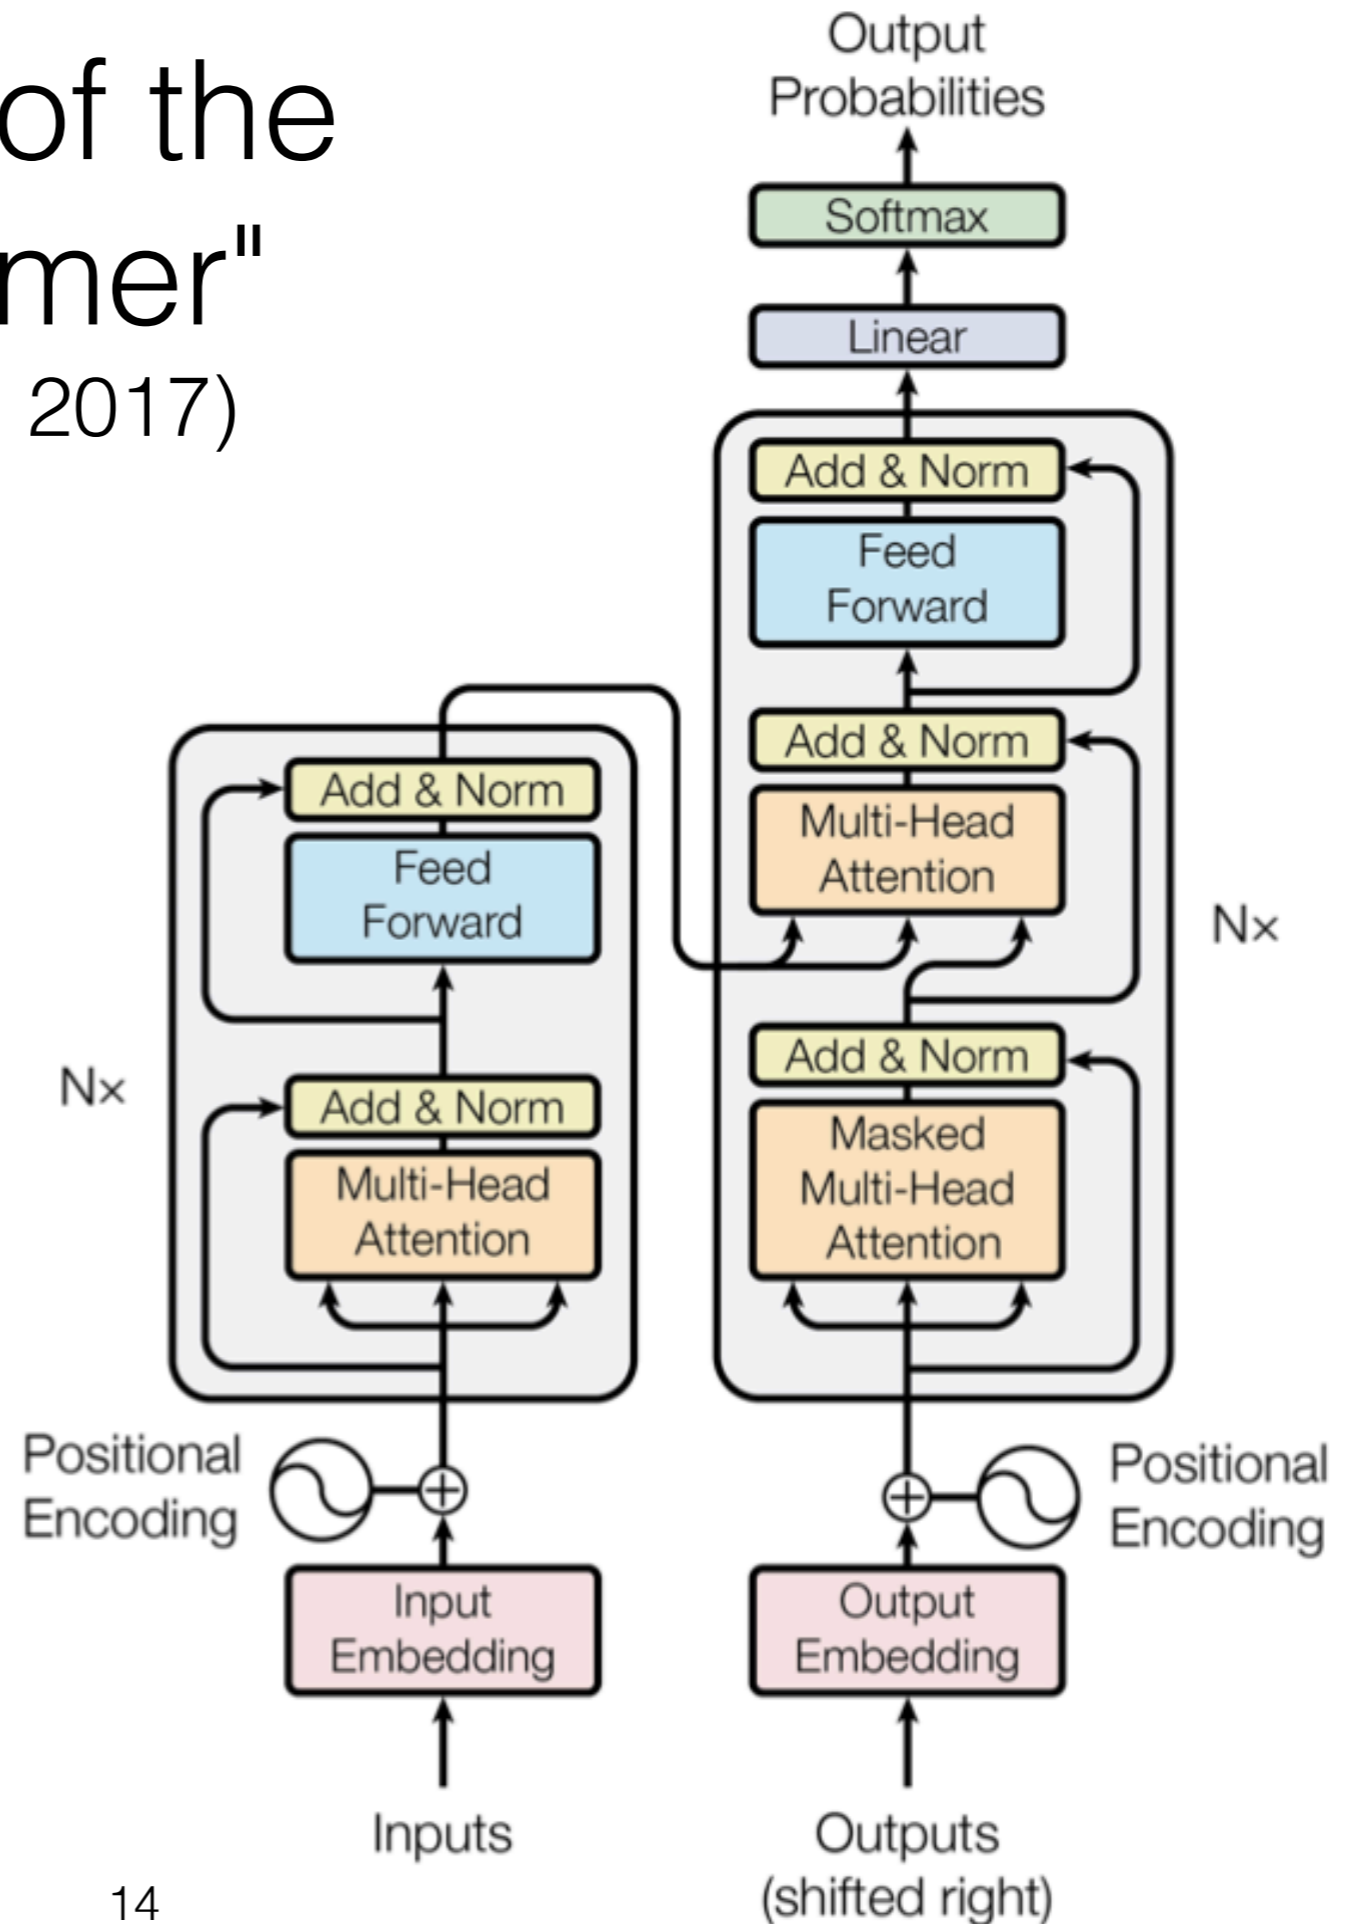 of the
mer"
2017)
Output
Probabilities
Softmax
Linear
Add & Norm
Feed
Forward
Add & Norm
Multi-Head
Attention
N×
Add & Norm
Masked
Multi-Head
Attention
Add & Norm
Feed
Forward
N×
Add & Norm
Multi-Head
Attention
Positional
Encoding
Positional
Encoding
Input
Embedding
Output
Embedding
Inputs
Outputs
(shifted right)
14